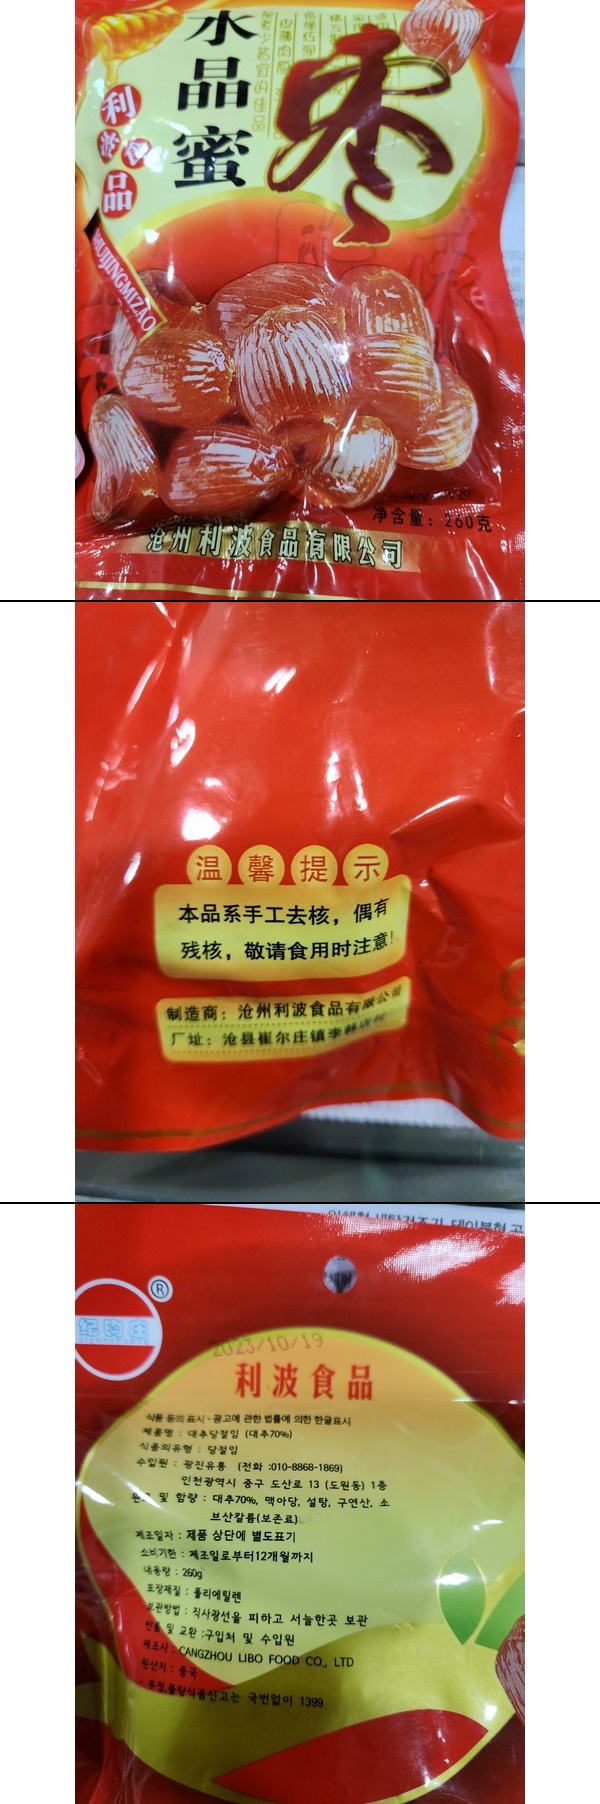 水晶蜜
枣
利
波食
品
SHUIJINGMIZAO
净含量：260克
沧州利波食品有限公司
温馨提示
本品系手工去核，偶有
残核，敬请食用时注意！
制造商：沧州利波食品有限公司
厂址：沧县崔尔庄镇李韩店村
®
2023/10/19
利波食品
식품 등의 표시·광고에 관한 법률에 의한 한글표시
제품명 : 대추당절임 (대추70%)
식품의유형 : 당절임
수입원 : 광진유통 (전화 :010-8868-1869)
인천광역시 중구 도산로 13 (도원동) 1층
원료 및 함량 : 대추70%, 맥아당, 설탕, 구연산, 소
브산칼륨(보존료)
제조일자 : 제품 상단에 별도표기
소비기한 : 제조일로부터12개월까지
내용량 : 260g
포장재질 : 폴리에틸렌
보관방법 : 직사광선을 피하고 서늘한곳 보관
반품 및 교환 :구입처 및 수입원
제조사 : CANGZHOU LIBO FOOD CO., LTD
원산지 : 중국
부정,불량식품신고는 국번없이 1399